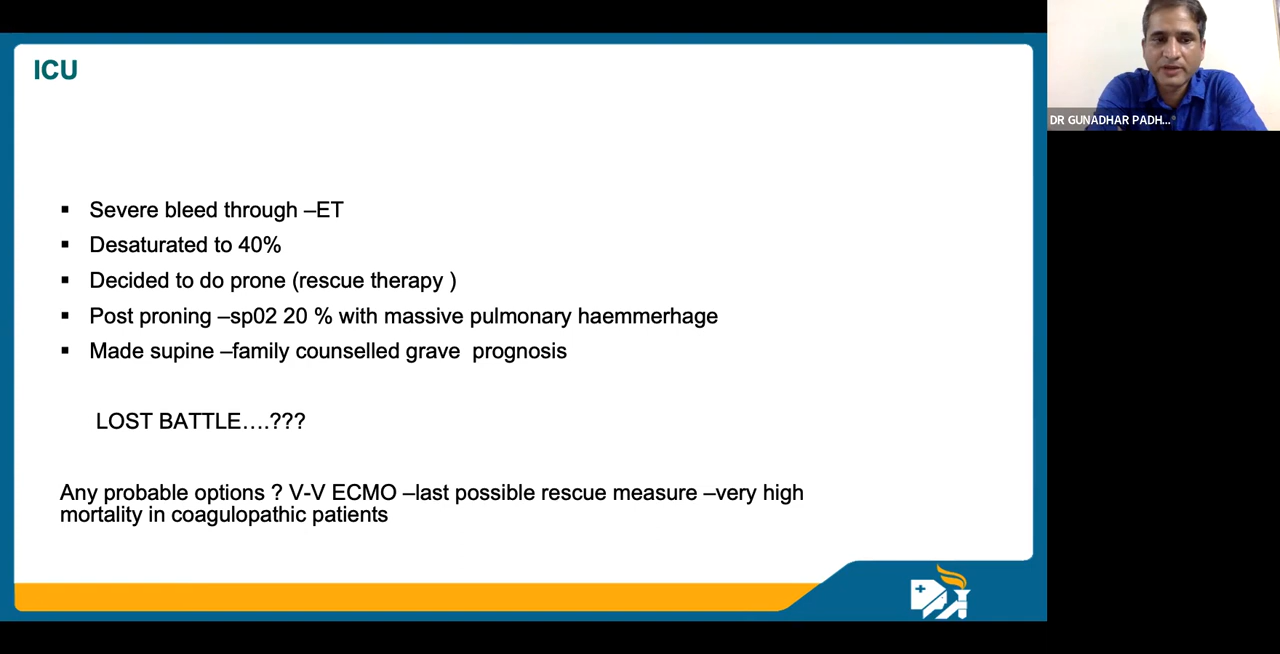 ICU
▪ Severe bleed through –ET
▪ Desaturated to 40%
▪ Decided to do prone (rescue therapy )
▪ Post proning –sp02 20 % with massive pulmonary haemmerhage
▪ Made supine –family counselled grave prognosis
LOST BATTLE….???
Any probable options ? V-V ECMO –last possible rescue measure –very high
mortality in coagulopathic patients
DR GUNADHAR PADH...